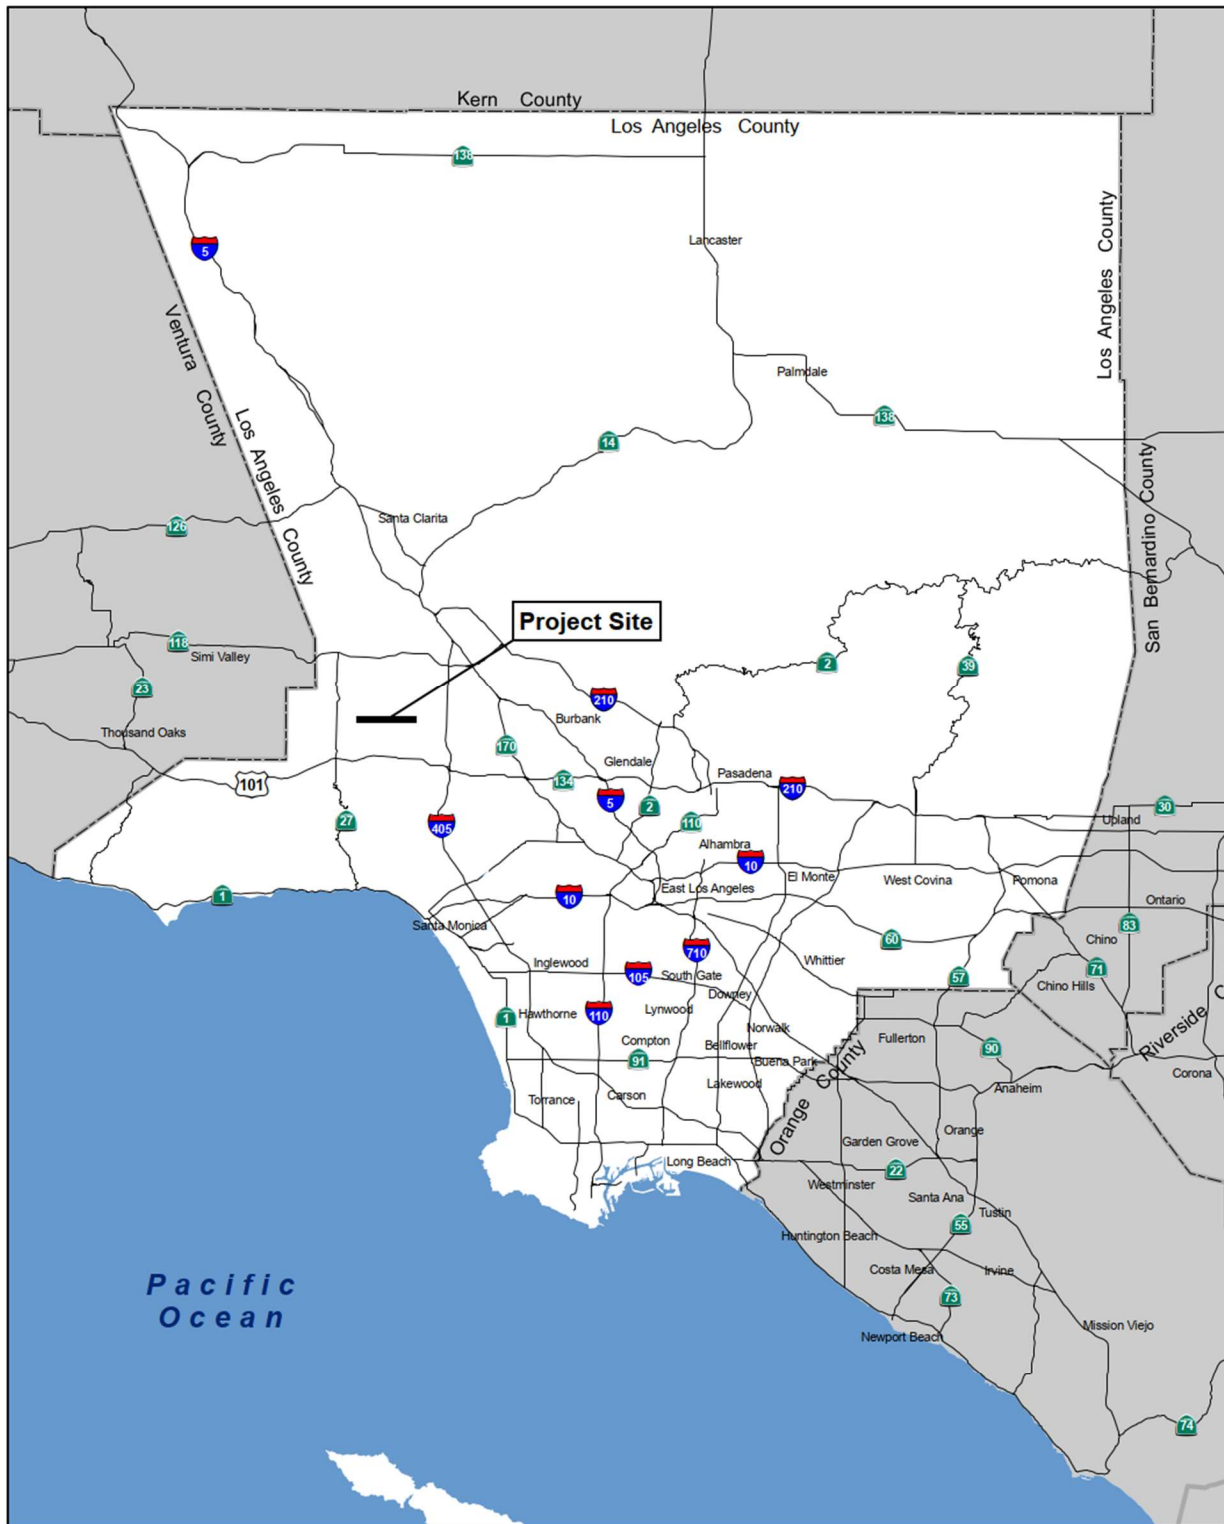 Kern County
Los Angeles County
138
Los Angeles County
5
Lancaster
Ventura County
Palmdale
138
Los Angeles County
14
San Bernardino County
Santa Clarita
126
Project Site
118
Simi Valley
2
39
23
210
Burbank
Thousand Oaks
170
Glendale
Pasadena
134
101
210
5
2
30
27
405
110
Upland
Alhambra
10
El Monte
West Covina
Pomona
East Los Angeles
1
10
Ontario
Santa Monica
83
60
Chino
710
Whittier
Inglewood
105
South Gate
71
57
Chino Hills
Downey
Lynwood
1
Hawthorne
110
Norwalk
Riverside C
Compton
Bellflower
Fullerton
90
91
Buena Park
Corona
Lakewood
Anaheim
Carson
Torrance
Orange County
Orange
Garden Grove
Long Beach
22
Westminster
Santa Ana
Tustin
55
Huntington Beach
Costa Mesa
Irvine
Pacific
Ocean
73
Mission Viejo
Newport Beach
74